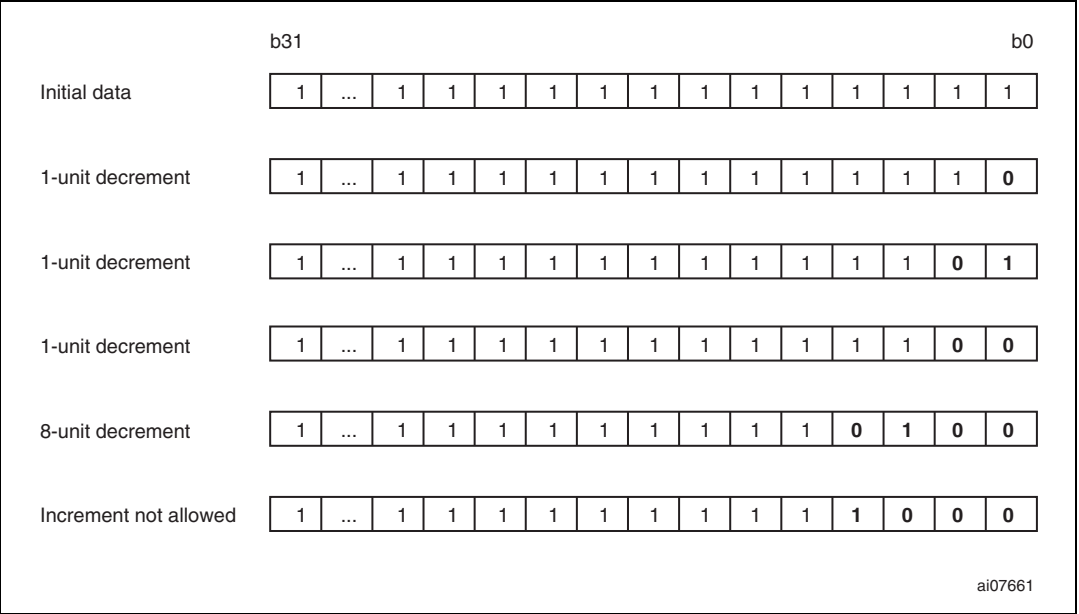 b31 b0
Initial data 1 ... 1 1 1 1 1 1 1 1 1 1 1 1 1
1-unit decrement 1 ... 1 1 1 1 1 1 1 1 1 1 1 1 0
1-unit decrement 1 ... 1 1 1 1 1 1 1 1 1 1 1 0 1
1-unit decrement 1 ... 1 1 1 1 1 1 1 1 1 1 1 0 0
8-unit decrement 1 ... 1 1 1 1 1 1 1 1 1 0 1 0 0
Increment not allowed 1 ... 1 1 1 1 1 1 1 1 1 1 0 0 0
ai07661